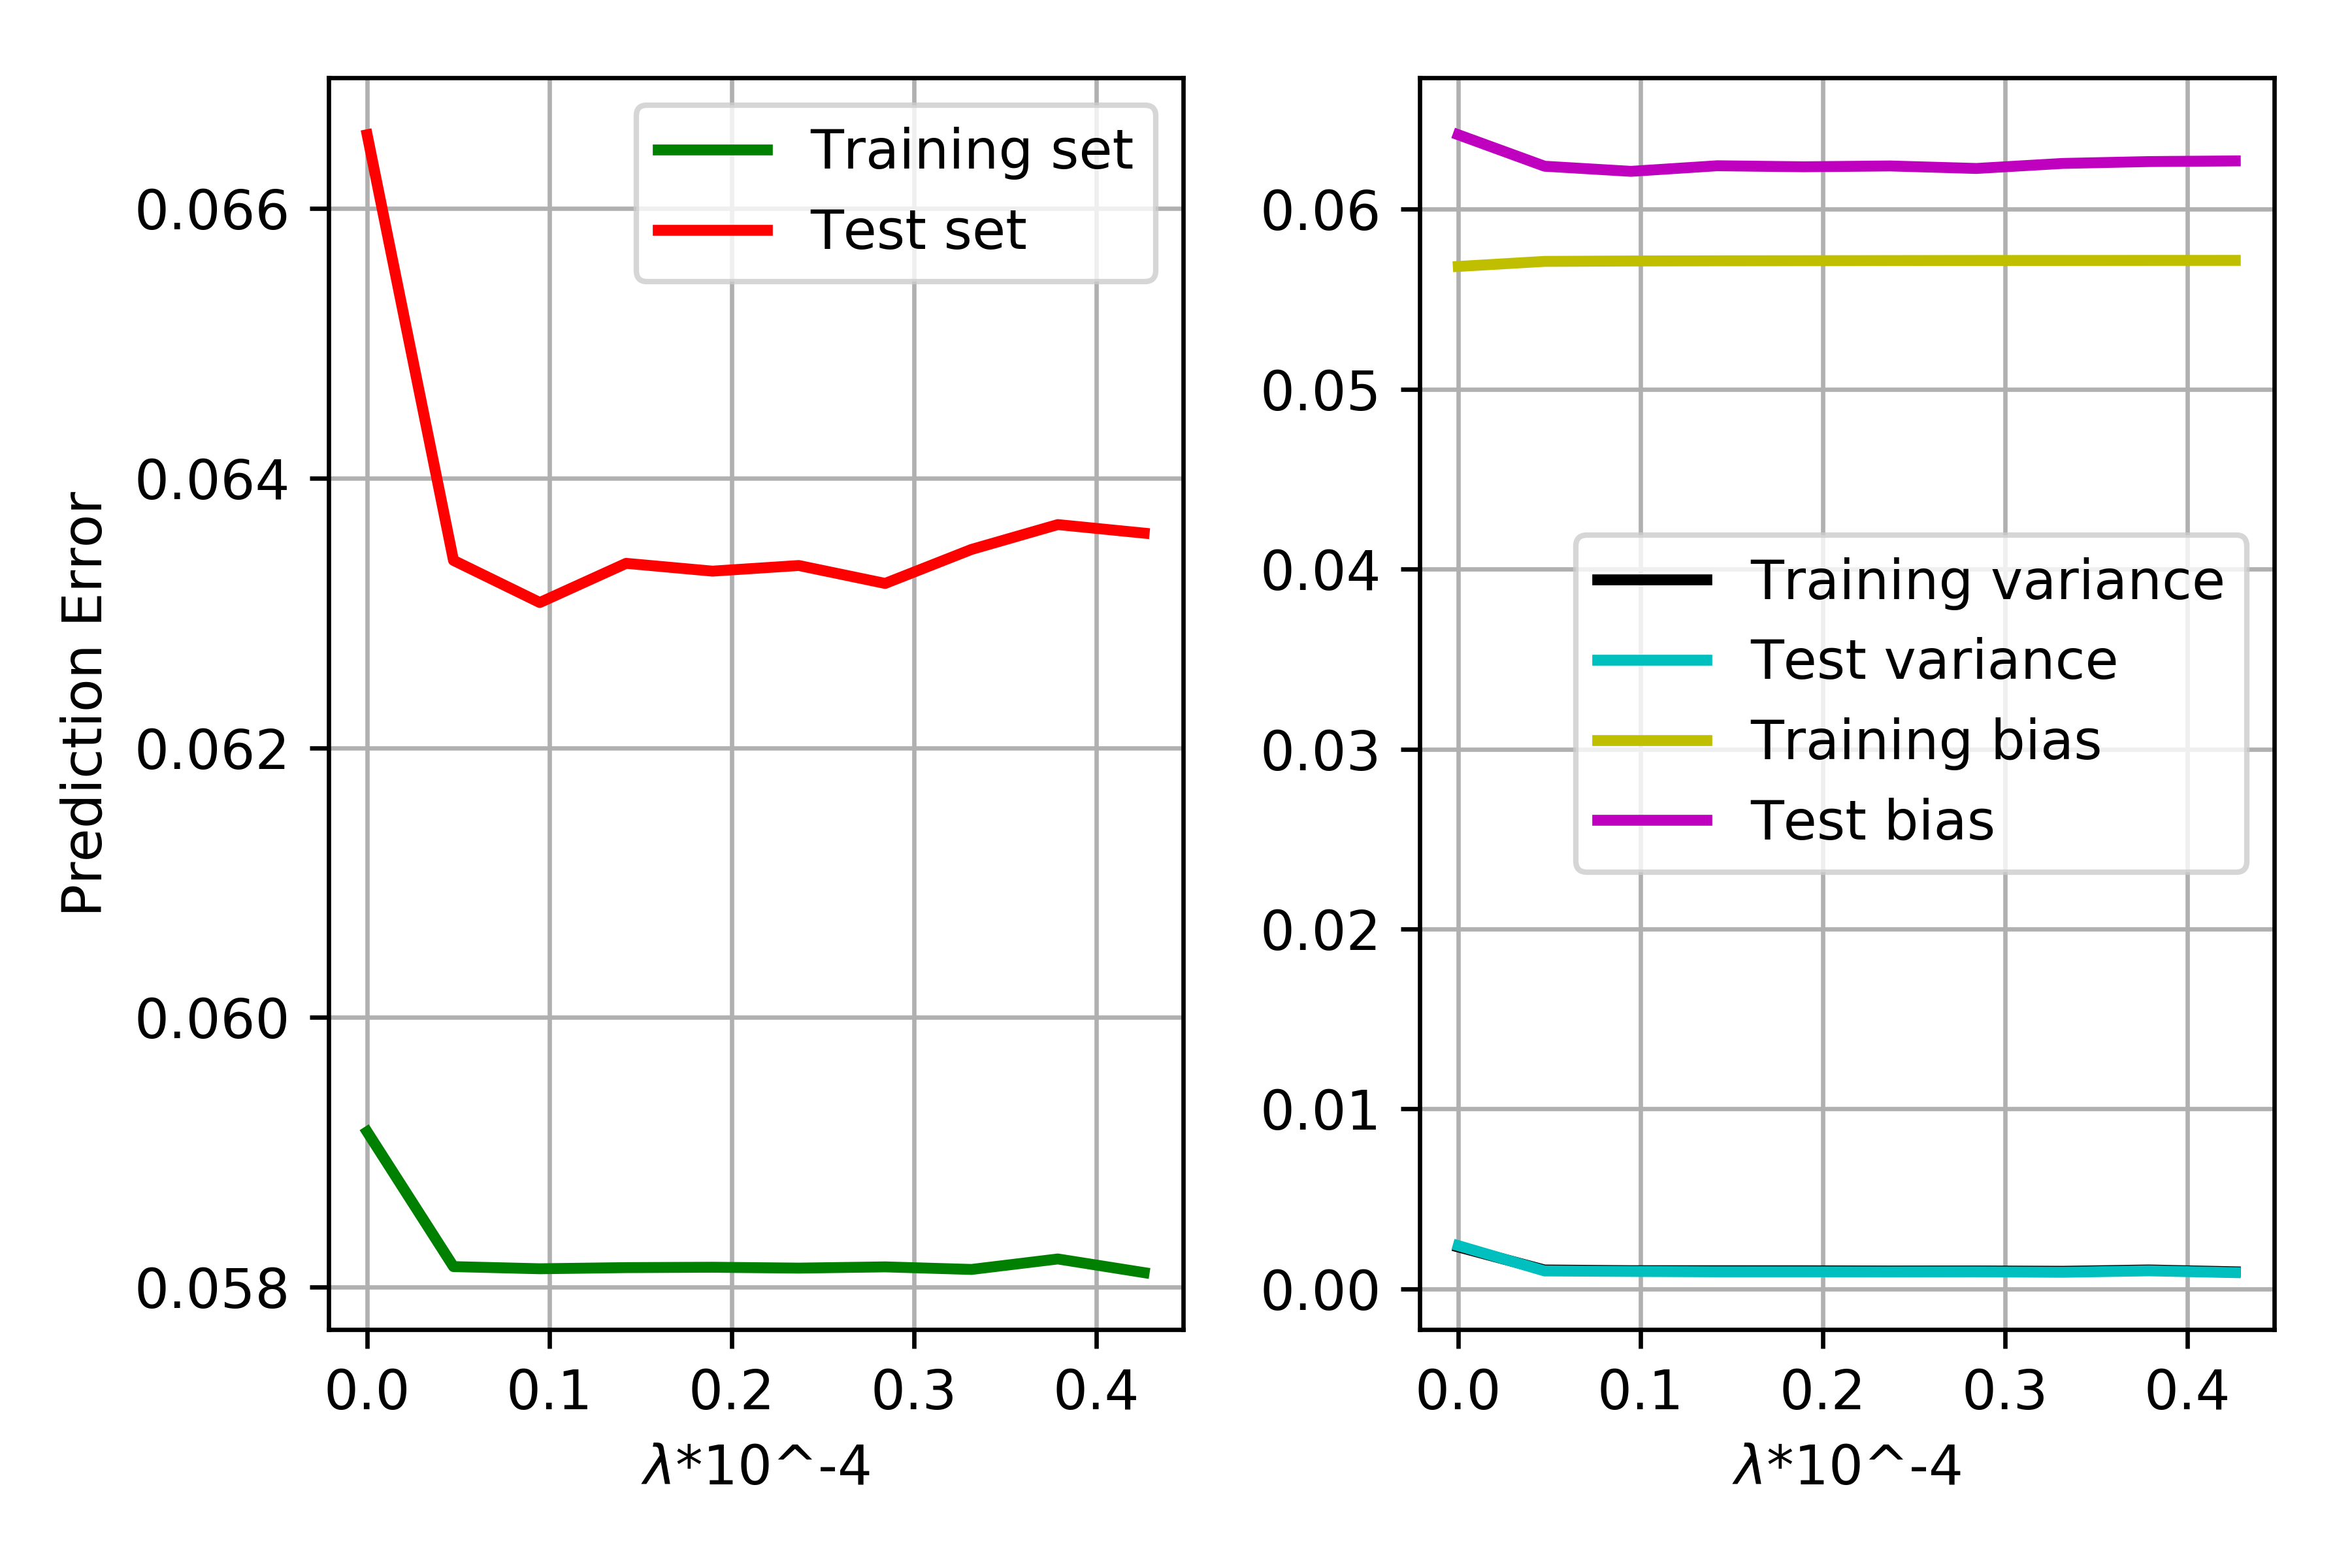 Training set
Test set
0.066
0.064
0.062
0.060
0.058
Prediction Error
0.0 0.1 0.2 0.3 0.4
λ*10^-4
Training variance
Test variance
Training bias
Test bias
0.06
0.05
0.04
0.03
0.02
0.01
0.00
0.0 0.1 0.2 0.3 0.4
λ*10^-4